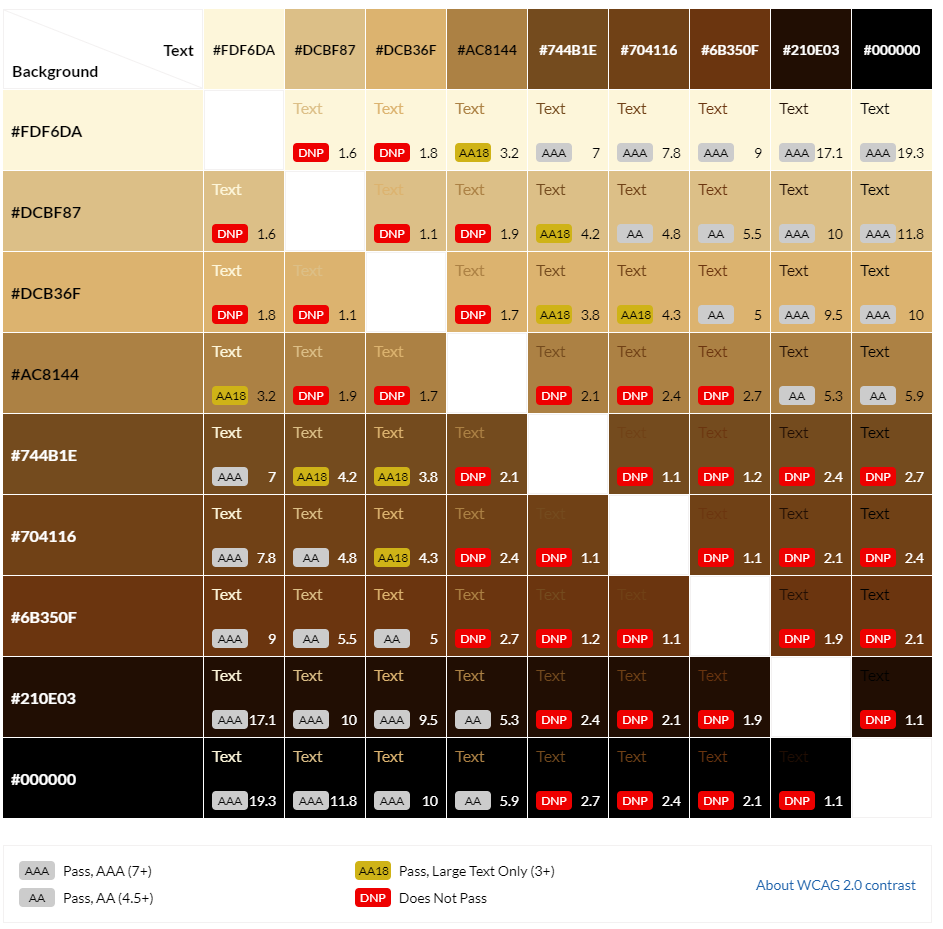 Text #FDF6DA #DCBF87 #DCB36F #AC8144 #744B1E #704116 #6B350F #210E03 #000000
Background
#FDF6DA
Text Text Text Text Text Text Text Text
DNP 1.6 DNP 1.8 AA18 3.2 AAA 7 AAA 7.8 AAA 9 AAA 17.1 AAA 19.3
#DCBF87
Text Text Text Text Text Text Text Text
DNP 1.6 DNP 1.1 DNP 1.9 AA18 4.2 AA 4.8 AA 5.5 AAA 10 AAA 11.8
#DCB36F
Text Text Text Text Text Text Text Text
DNP 1.8 DNP 1.1 DNP 1.7 AA18 3.8 AA18 4.3 AA 5 AAA 9.5 AAA 10
#AC8144
Text Text Text Text Text Text Text Text
AA18 3.2 DNP 1.9 DNP 1.7 DNP 2.1 DNP 2.4 DNP 2.7 AA 5.3 AA 5.9
#744B1E
Text Text Text Text Text Text Text Text
AAA 7 AA18 4.2 AA18 3.8 DNP 2.1 DNP 1.1 DNP 1.2 DNP 2.4 DNP 2.7
#704116
Text Text Text Text Text Text Text Text
AAA 7.8 AA 4.8 AA18 4.3 DNP 2.4 DNP 1.1 DNP 1.1 DNP 2.1 DNP 2.4
#6B350F
Text Text Text Text Text Text Text Text
AAA 9 AA 5.5 AA 5 DNP 2.7 DNP 1.2 DNP 1.1 DNP 1.9 DNP 2.1
#210E03
Text Text Text Text Text Text Text Text
AAA 17.1 AAA 10 AAA 9.5 AA 5.3 DNP 2.4 DNP 2.1 DNP 1.9 DNP 1.1
#000000
Text Text Text Text Text Text Text Text
AAA 19.3 AAA 11.8 AAA 10 AA 5.9 DNP 2.7 DNP 2.4 DNP 2.1 DNP 1.1
AAA Pass, AAA (7+) AA18 Pass, Large Text Only (3+)
About WCAG 2.0 contrast
AA Pass, AA (4.5+) DNP Does Not Pass